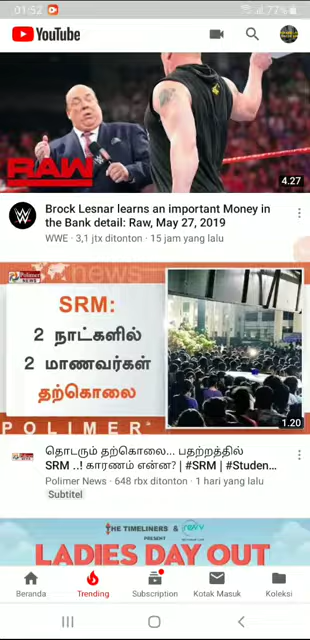 01:52
77%
YouTube
RAW
4.27
Brock Lesnar learns an important Money in
the Bank detail: Raw, May 27, 2019
WWE · 3,1 jtx ditonton · 15 jam yang lalu
Polimer
NEWS
news
SRM:
2 நாட்களில்
2 மாணவர்கள்
தற்கொலை
POLIMER
1.20
தொடரும் தற்கொலை... பதற்றத்தில்
SRM ..! காரணம் என்ன? | #SRM | #Studen...
Polimer News · 648 rbx ditonton · 1 hari yang lalu
Subtitel
THE TIMELINERS &
PRESENT
LADIES DAY OUT
Beranda
Trending
Subscription
Kotak Masuk
Koleksi